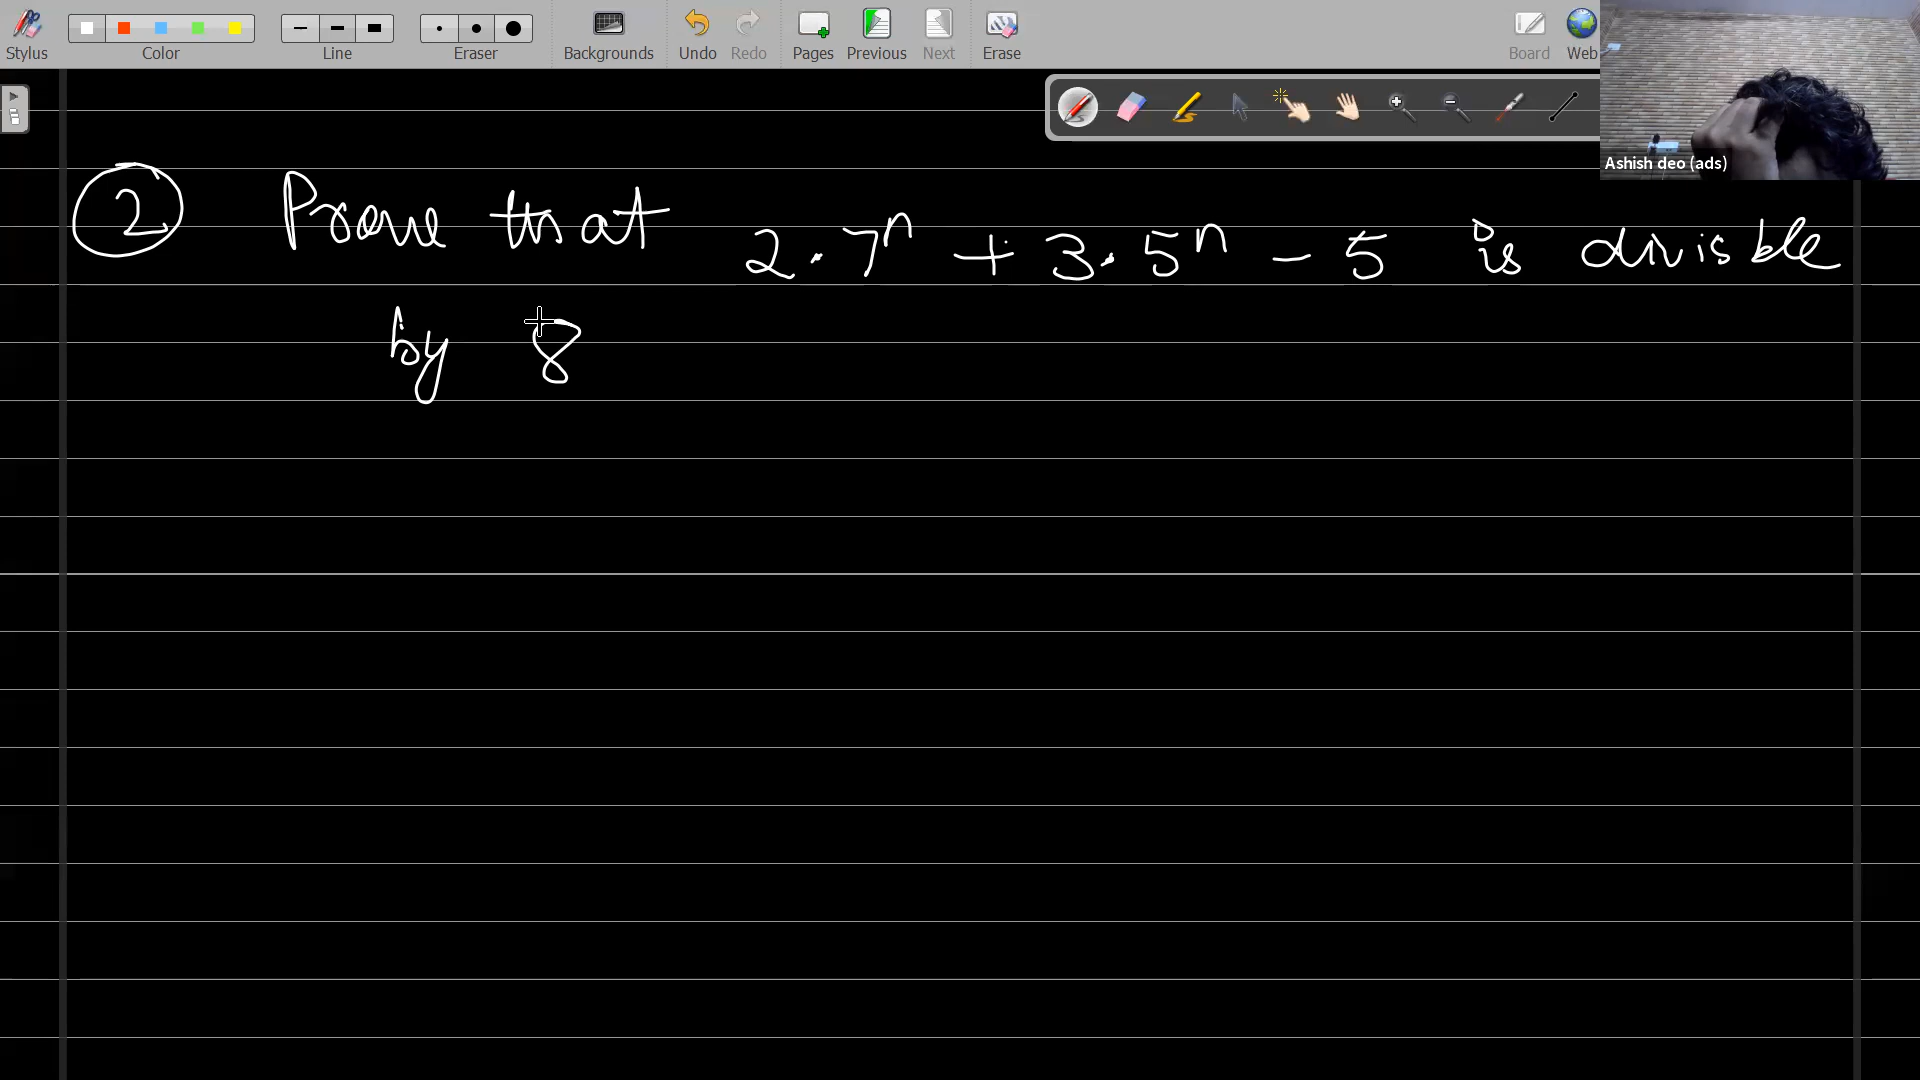 Stylus Color Line Eraser Backgrounds Undo Redo Pages Previous Next Erase Board Web
Ashish deo (ads)
2 Prove that 2·7ⁿ + 3·5ⁿ - 5 is divisble
by 8